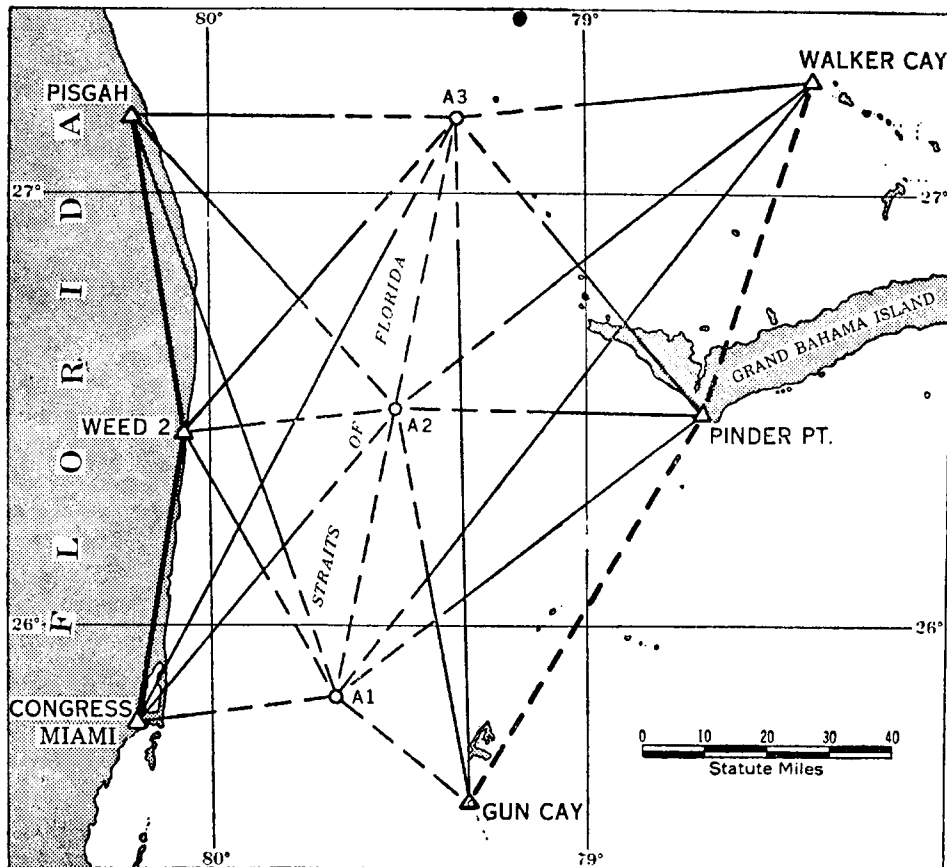 80°
79°
WALKER CAY
PISGAH
A3
27°
27°
FLORIDA
FLORIDA
GRAND BAHAMA ISLAND
WEED 2
A2
PINDER PT.
OF
STRAITS
26°
26°
A1
CONGRESS
MIAMI
0 10 20 30 40
Statute Miles
GUN CAY
80°
79°